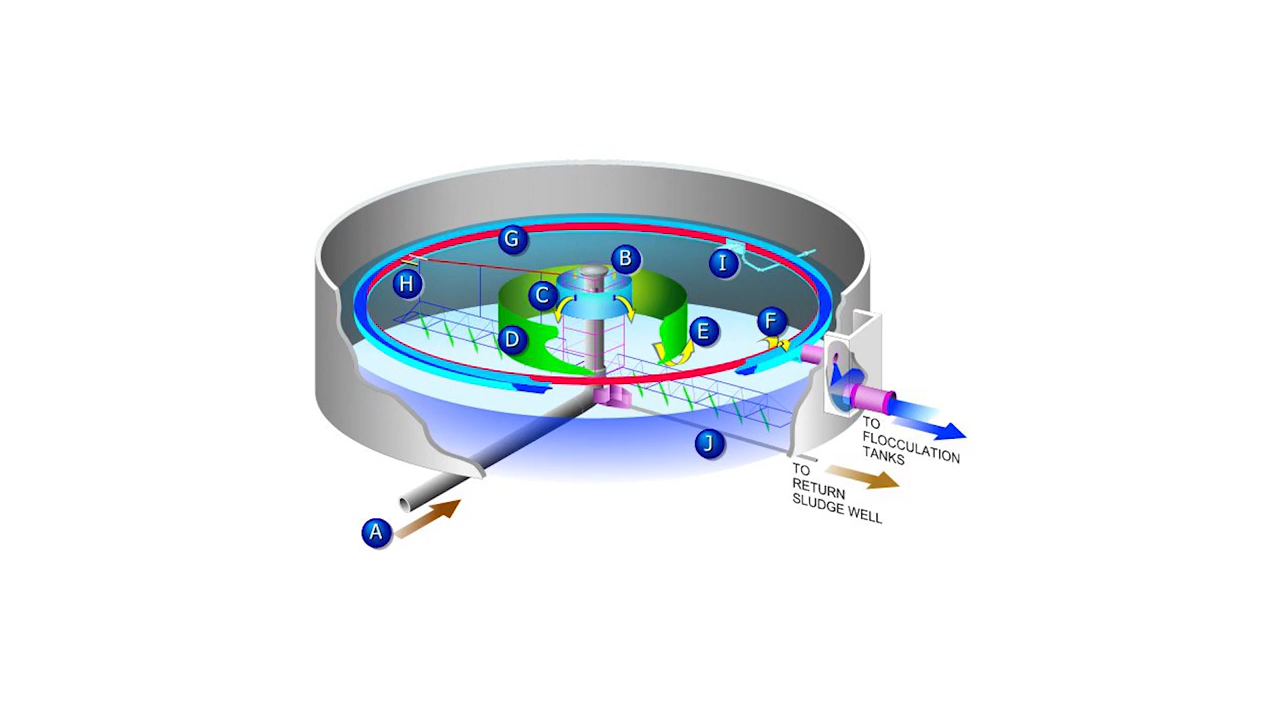 G
B
I
H
C
F
E
D
J
TO
FLOCCULATION
TANKS
TO
RETURN
SLUDGE WELL
A